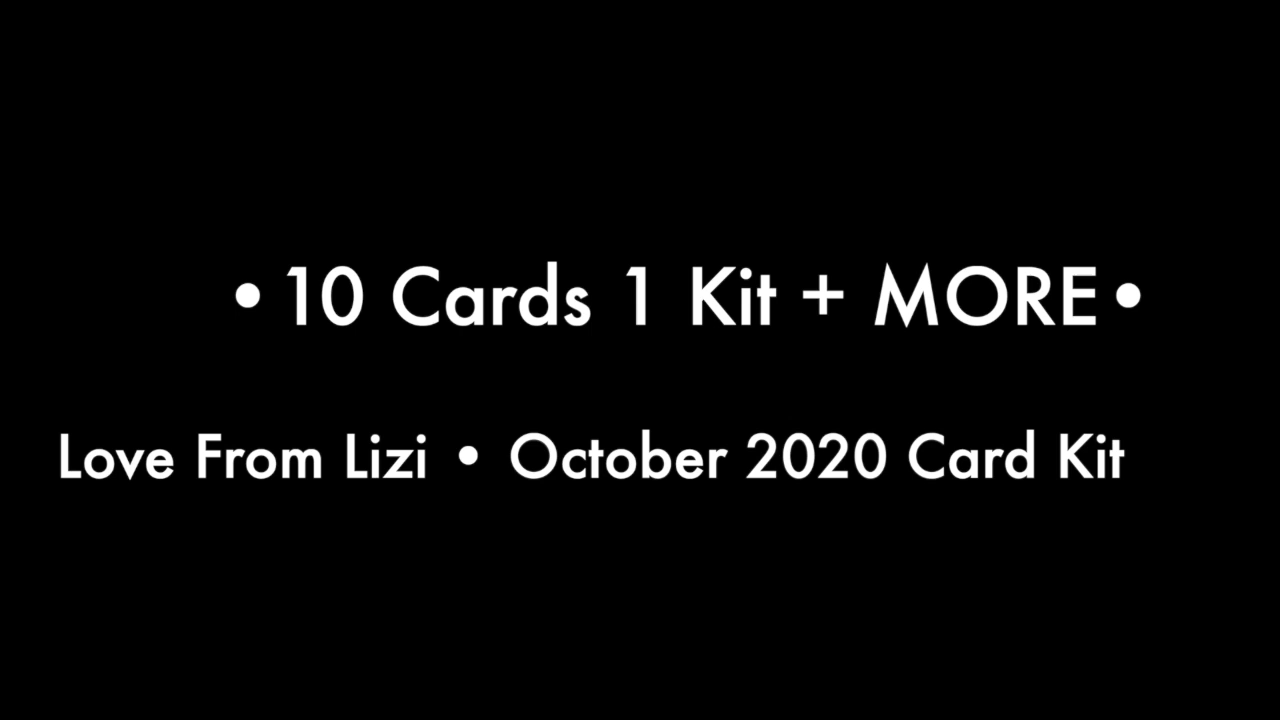 •10 Cards 1 Kit + MORE•
Love From Lizi • October 2020 Card Kit